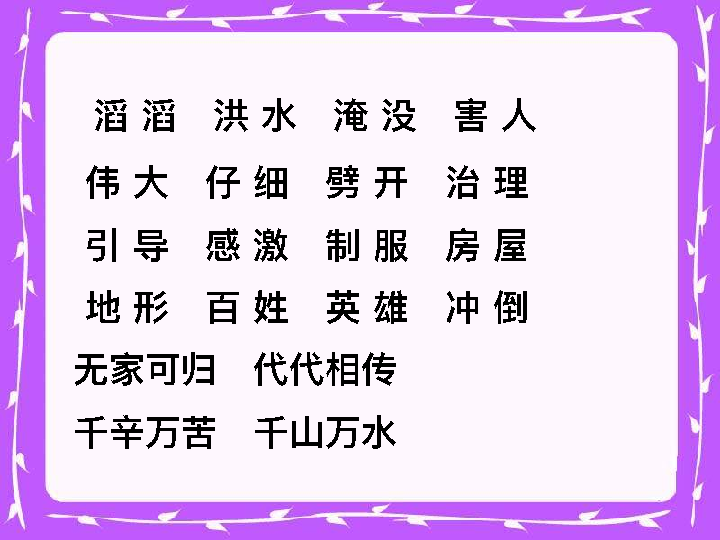 滔 滔 洪 水 淹 没 害 人
伟 大 仔 细 劈 开 治 理
引 导 感 激 制 服 房 屋
地 形 百 姓 英 雄 冲 倒
无家可归 代代相传
千辛万苦 千山万水